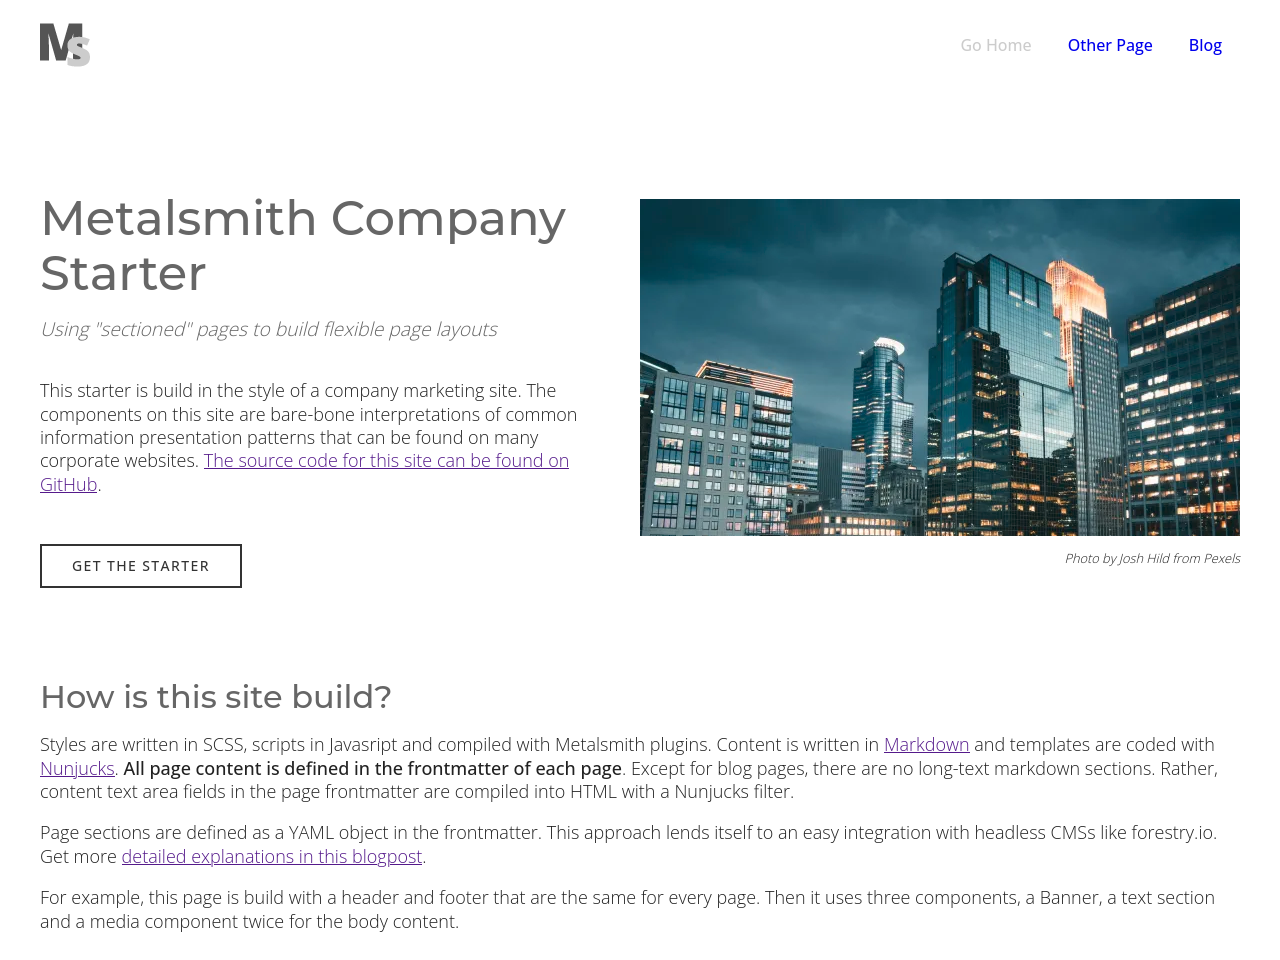 Ms
Go Home
Other Page
Blog
Metalsmith Company
Starter
Using "sectioned" pages to build flexible page layouts
This starter is build in the style of a company marketing site. The
components on this site are bare-bone interpretations of common
information presentation patterns that can be found on many
corporate websites. The source code for this site can be found on
GitHub.
GET THE STARTER
Photo by Josh Hild from Pexels
How is this site build?
Styles are written in SCSS, scripts in Javasript and compiled with Metalsmith plugins. Content is written in Markdown and templates are coded with
Nunjucks. All page content is defined in the frontmatter of each page. Except for blog pages, there are no long-text markdown sections. Rather,
content text area fields in the page frontmatter are compiled into HTML with a Nunjucks filter.
Page sections are defined as a YAML object in the frontmatter. This approach lends itself to an easy integration with headless CMSs like forestry.io.
Get more detailed explanations in this blogpost.
For example, this page is build with a header and footer that are the same for every page. Then it uses three components, a Banner, a text section
and a media component twice for the body content.